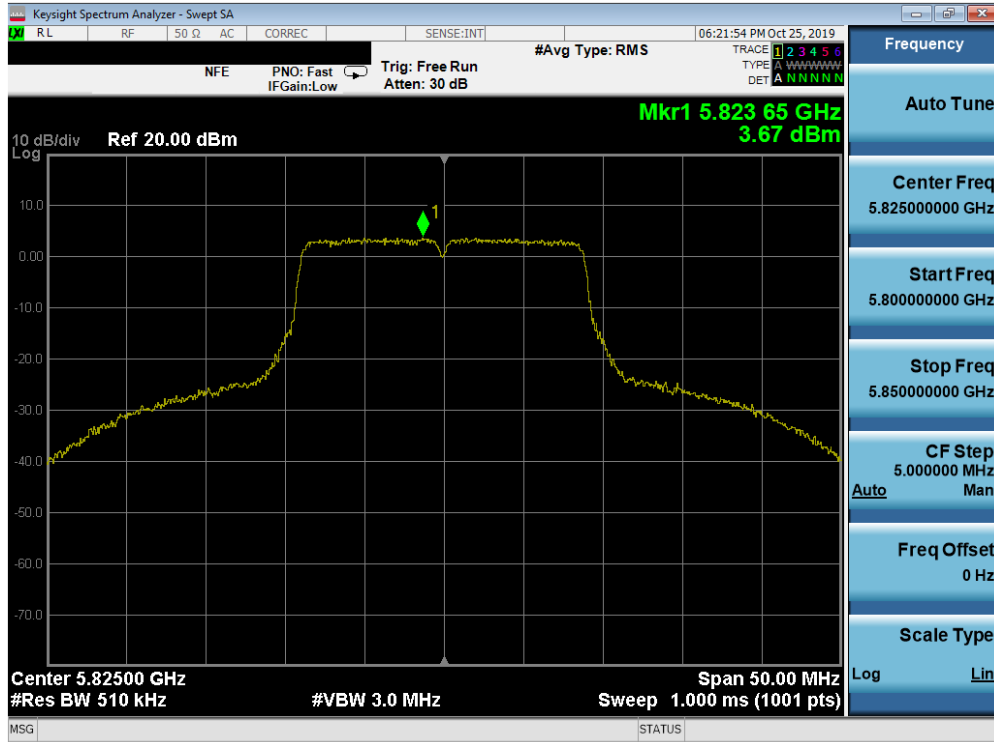 Keysight Spectrum Analyzer - Swept SA
LXI RL RF 50 Ω AC CORREC SENSE:INT 06:21:54 PM Oct 25, 2019
#Avg Type: RMS
TRACE 1 2 3 4 5 6
TYPE A WWWWW
DET A N N N N N
NFE PNO: Fast Trig: Free Run
IFGain:Low Atten: 30 dB
Mkr1 5.823 65 GHz
3.67 dBm
10 dB/div Ref 20.00 dBm
Log
1
10.0
0.00
-10.0
-20.0
-30.0
-40.0
-50.0
-60.0
-70.0
Center 5.82500 GHz Span 50.00 MHz
#Res BW 510 kHz #VBW 3.0 MHz Sweep 1.000 ms (1001 pts)
MSG STATUS
Frequency
Auto Tune
Center Freq
5.825000000 GHz
Start Freq
5.800000000 GHz
Stop Freq
5.850000000 GHz
CF Step
5.000000 MHz
Auto Man
Freq Offset
0 Hz
Scale Type
Log Lin